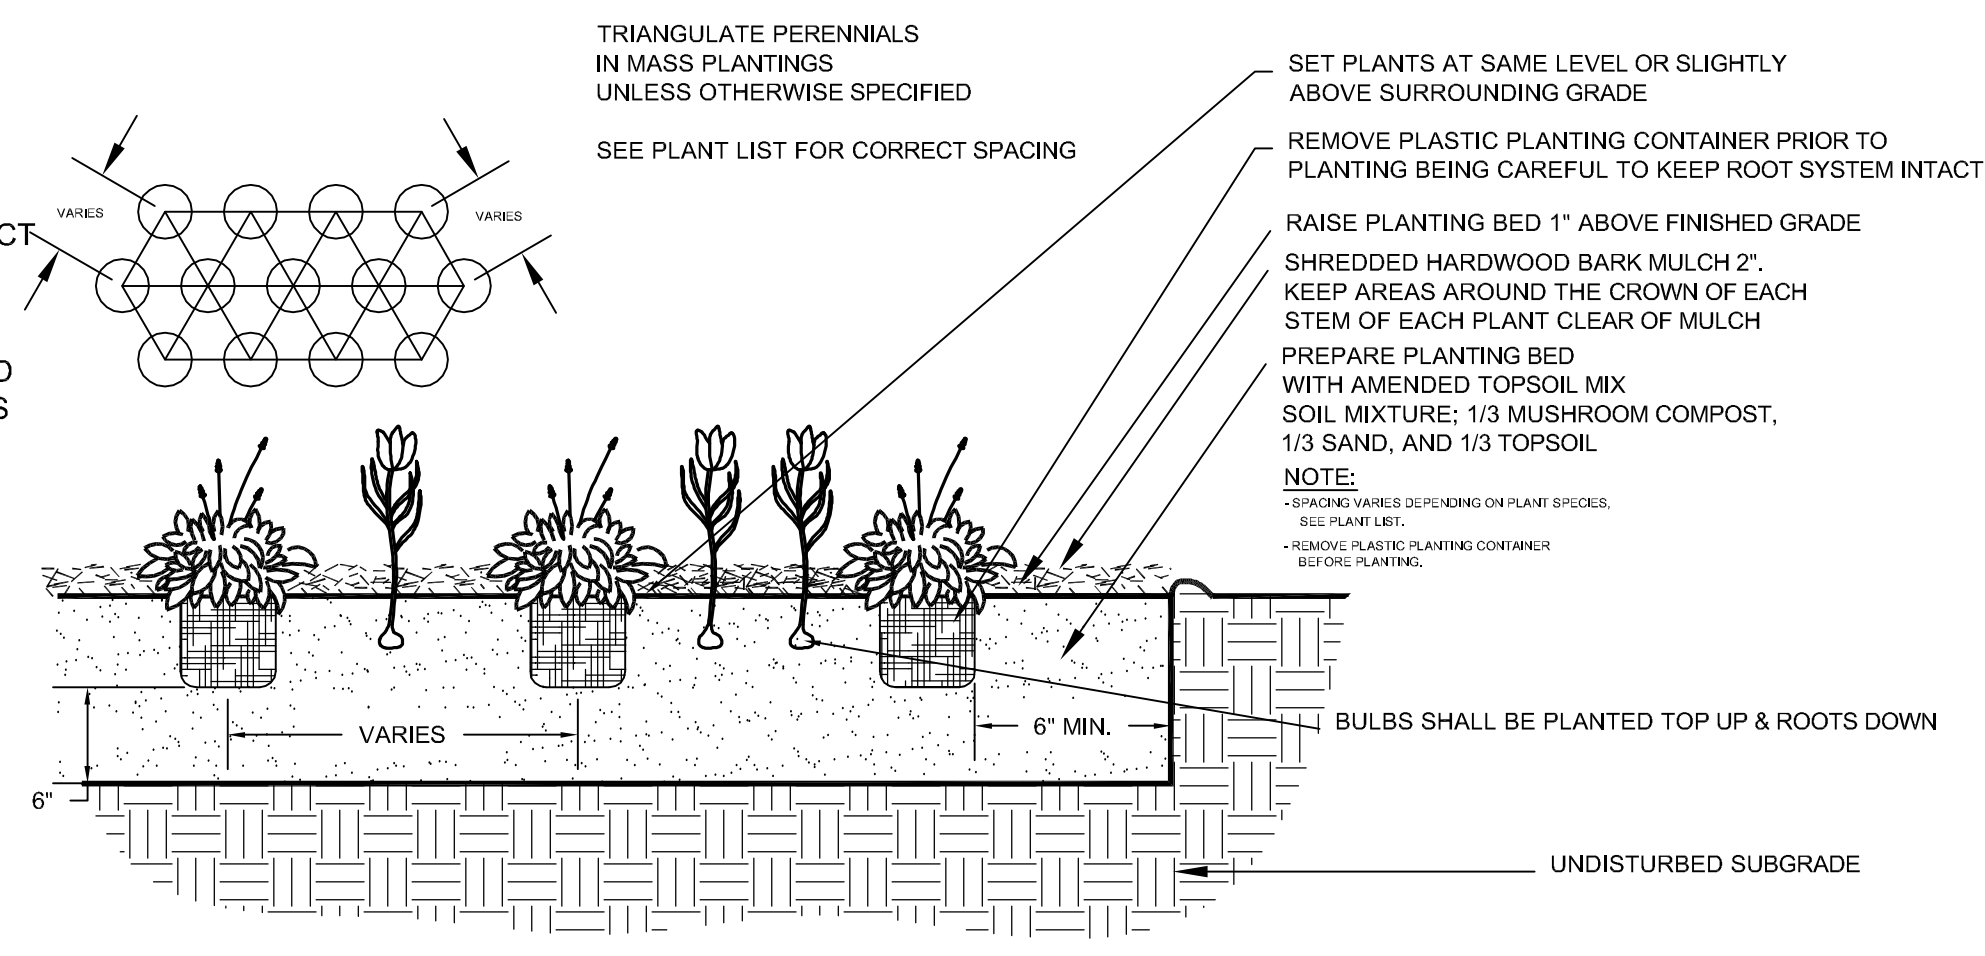 TRIANGULATE PERENNIALS
IN MASS PLANTINGS
UNLESS OTHERWISE SPECIFIED
SEE PLANT LIST FOR CORRECT SPACING
SET PLANTS AT SAME LEVEL OR SLIGHTLY
ABOVE SURROUNDING GRADE
REMOVE PLASTIC PLANTING CONTAINER PRIOR TO
PLANTING BEING CAREFUL TO KEEP ROOT SYSTEM INTACT
VARIES
VARIES
CT
RAISE PLANTING BED 1" ABOVE FINISHED GRADE
SHREDDED HARDWOOD BARK MULCH 2".
KEEP AREAS AROUND THE CROWN OF EACH
STEM OF EACH PLANT CLEAR OF MULCH
PREPARE PLANTING BED
WITH AMENDED TOPSOIL MIX
SOIL MIXTURE; 1/3 MUSHROOM COMPOST,
1/3 SAND, AND 1/3 TOPSOIL
NOTE:
- SPACING VARIES DEPENDING ON PLANT SPECIES,
SEE PLANT LIST.
- REMOVE PLASTIC PLANTING CONTAINER
BEFORE PLANTING.
VARIES
6" MIN.
BULBS SHALL BE PLANTED TOP UP & ROOTS DOWN
6"
UNDISTURBED SUBGRADE